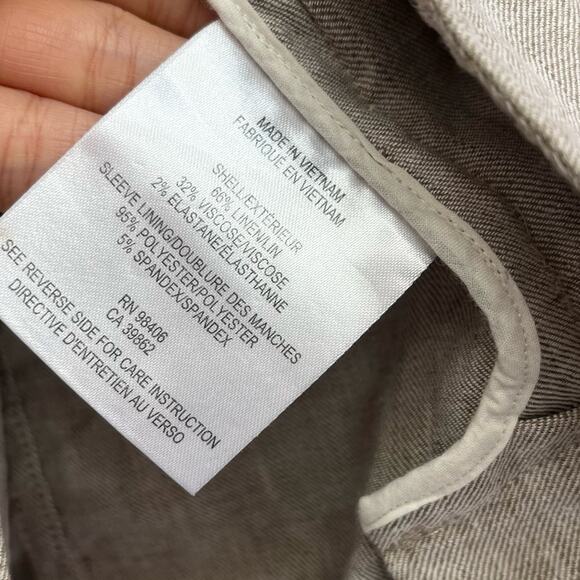 MADE IN VIETNAM
FABRIQUÉ EN VIETNAM
SHELL/EXTÉRIEUR
66% LINEN/LIN
32% VISCOSE/VISCOSE
2% ELASTANE/ÉLASTHANNE
SLEEVE LINING/DOUBLURE DES MANCHES
95% POLYESTER/POLYESTER
5% SPANDEX/SPANDEX
RN 98406
CA 39862
SEE REVERSE SIDE FOR CARE INSTRUCTION
DIRECTIVE D'ENTRETIEN AU VERSO